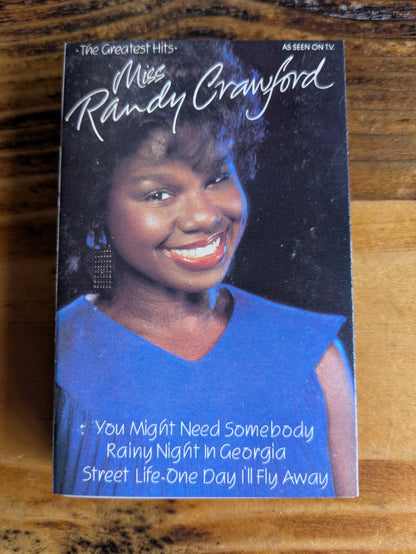 ·The Greatest Hits·
AS SEEN ON T.V.
Miss
Randy Crawford
You Might Need Somebody
Rainy Night In Georgia
Street Life·One Day I'll Fly Away